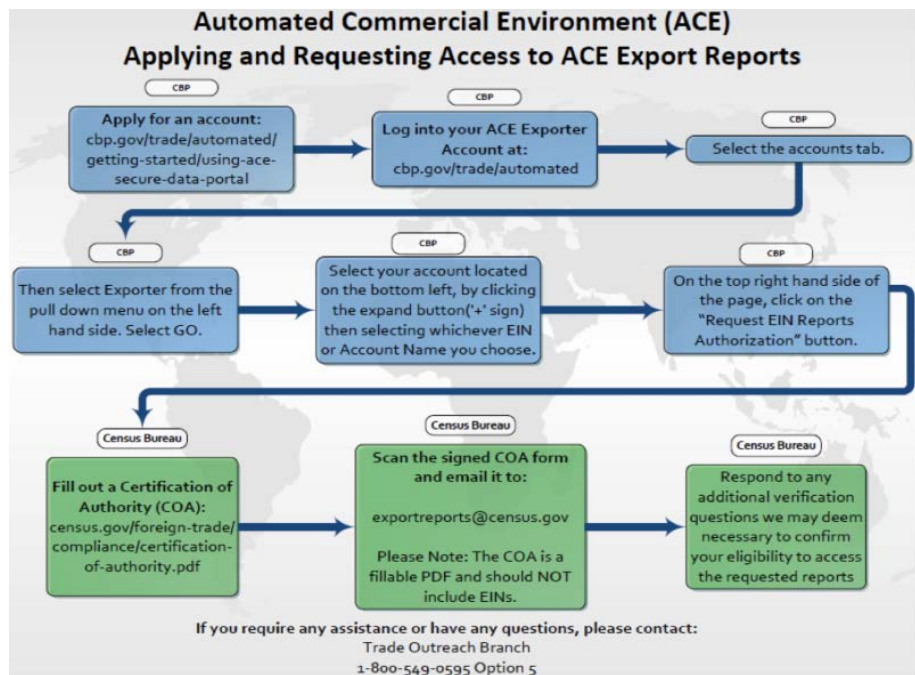 Automated Commercial Environment (ACE)
Applying and Requesting Access to ACE Export Reports
CBP
Apply for an account:
cbp.gov/trade/automated/
getting-started/using-ace-
secure-data-portal
CBP
Log into your ACE Exporter
Account at:
cbp.gov/trade/automated
CBP
Select the accounts tab.
CBP
Then select Exporter from the
pull down menu on the left
hand side. Select GO.
CBP
Select your account located
on the bottom left, by clicking
the expand button('+' sign)
then selecting whichever EIN
or Account Name you choose.
CBP
On the top right hand side of
the page, click on the
“Request EIN Reports
Authorization” button.
Census Bureau
Fill out a Certification of
Authority (COA):
census.gov/foreign-trade/
compliance/certification-
of-authority.pdf
Census Bureau
Scan the signed COA form
and email it to:
exportreports@census.gov
Please Note: The COA is a
fillable PDF and should NOT
include EINs.
Census Bureau
Respond to any
additional verification
questions we may deem
necessary to confirm
your eligibility to access
the requested reports
If you require any assistance or have any questions, please contact:
Trade Outreach Branch
1-800-549-0595 Option 5